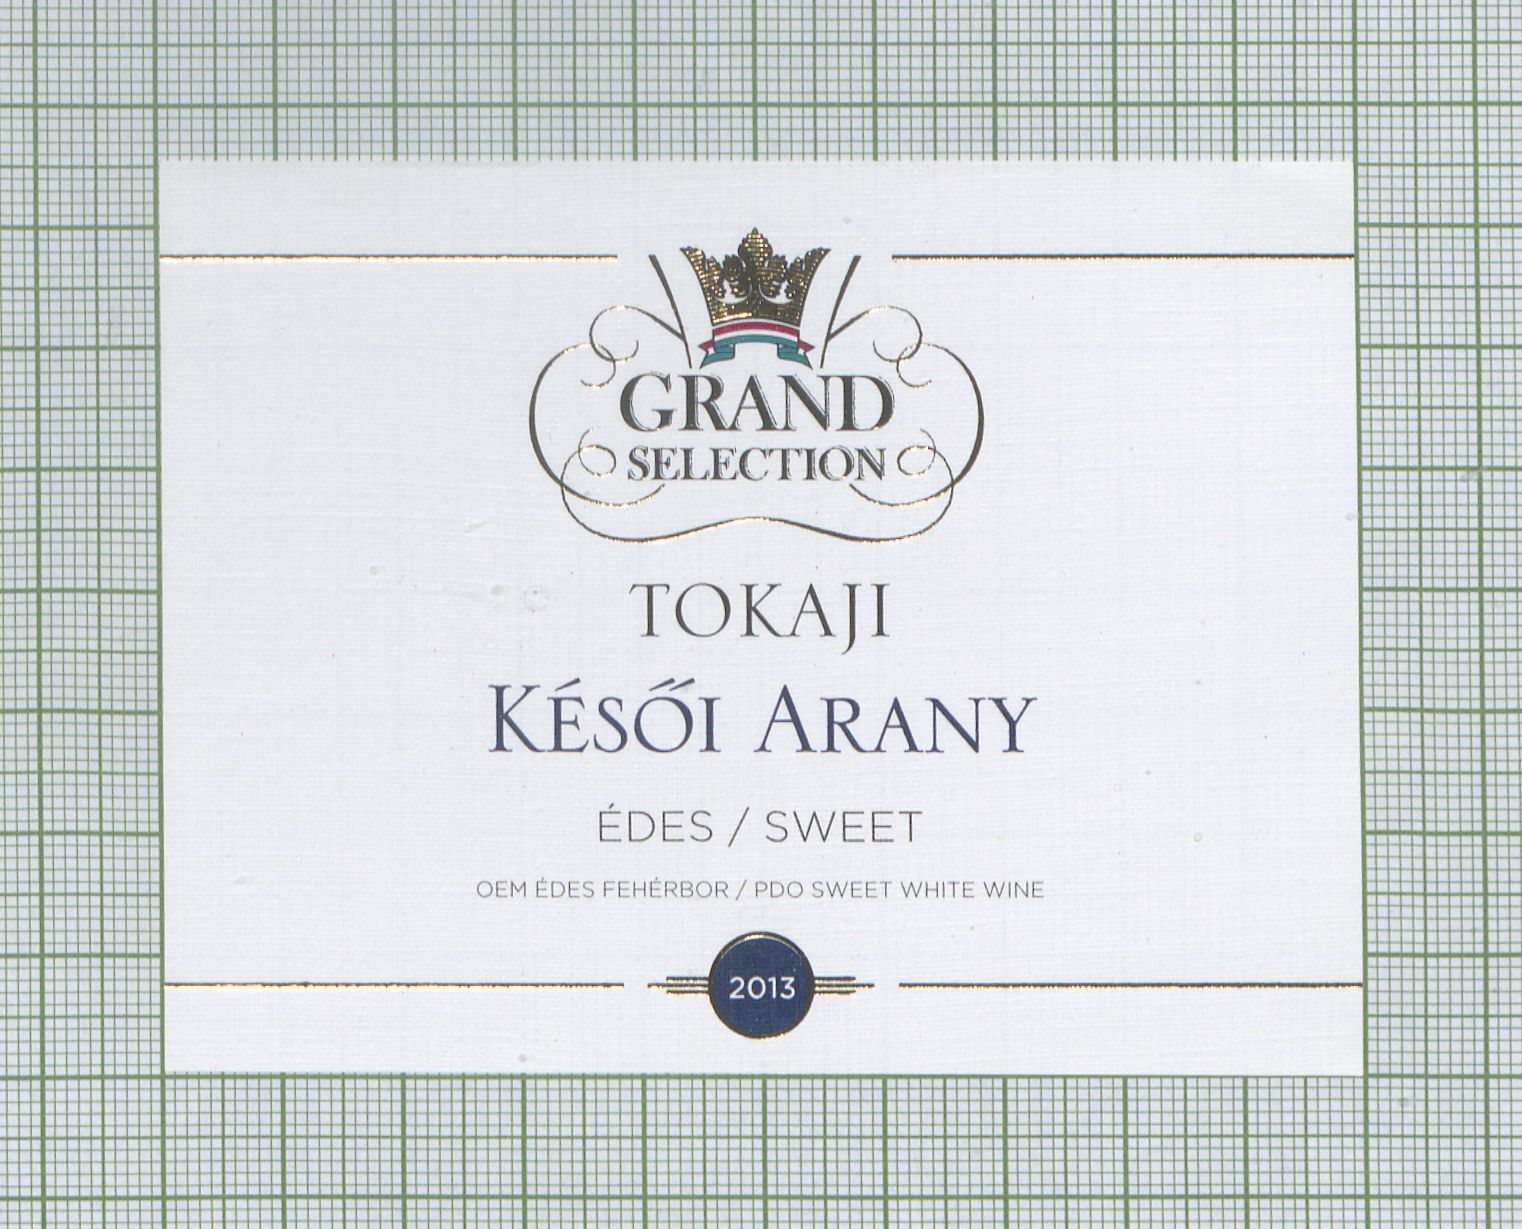 GRAND
SELECTION
TOKAJI
KÉSŐI ARANY
ÉDES / SWEET
OEM ÉDES FEHÉRBOR / PDO SWEET WHITE WINE
2013